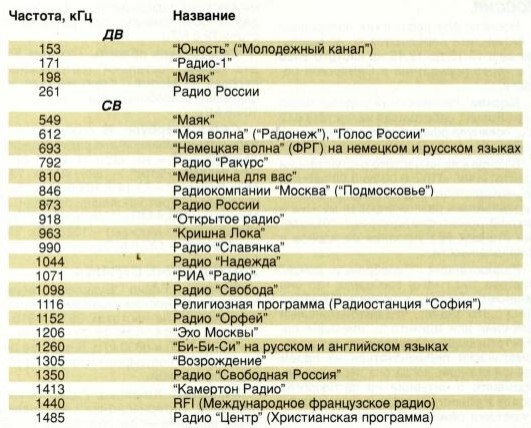 Частота, кГц Название
ДВ
153 "Юность" ("Молодежный канал")
171 "Радио-1"
198 "Маяк"
261 Радио России
СВ
549 "Маяк"
612 "Моя волна" ("Радонеж"), "Голос России"
693 "Немецкая волна" (ФРГ) на немецком и русском языках
792 Радио "Ракурс"
810 "Медицина для вас"
846 Радиокомпании "Москва" ("Подмосковье")
873 Радио России
918 "Открытое радио"
963 "Кришна Лока"
990 Радио "Славянка"
1044 Радио "Надежда"
1071 "РИА "Радио"
1098 Радио "Свобода"
1116 Религиозная программа (Радиостанция "София")
1152 Радио "Орфей"
1206 "Эхо Москвы"
1260 "Би-Би-Си" на русском и английском языках
1305 "Возрождение"
1350 Радио "Свободная Россия"
1413 "Камертон Радио"
1440 RFI (Международное французское радио)
1485 Радио "Центр" (Христианская программа)